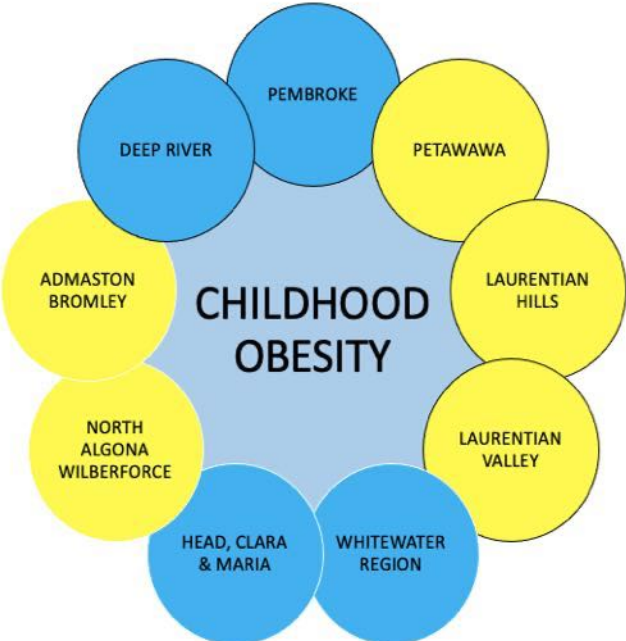 PEMBROKE
DEEP RIVER
PETAWAWA
ADMASTON
BROMLEY
CHILDHOOD
OBESITY
LAURENTIAN
HILLS
NORTH
ALGONA
WILBERFORCE
LAURENTIAN
VALLEY
HEAD, CLARA
& MARIA
WHITEWATER
REGION